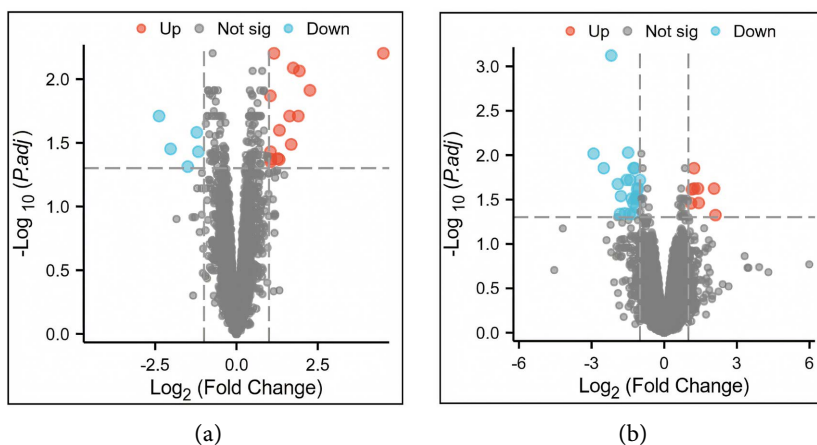 Up Not sig Down
2.0
1.5
1.0
0.5
0.0
-Log 10 (P.adj)
-2.5 0.0 2.5
Log2 (Fold Change)
(a)
Up Not sig Down
3.0
2.5
2.0
1.5
1.0
0.5
0.0
-Log 10 (P.adj)
-6 -3 0 3 6
Log2 (Fold Change)
(b)